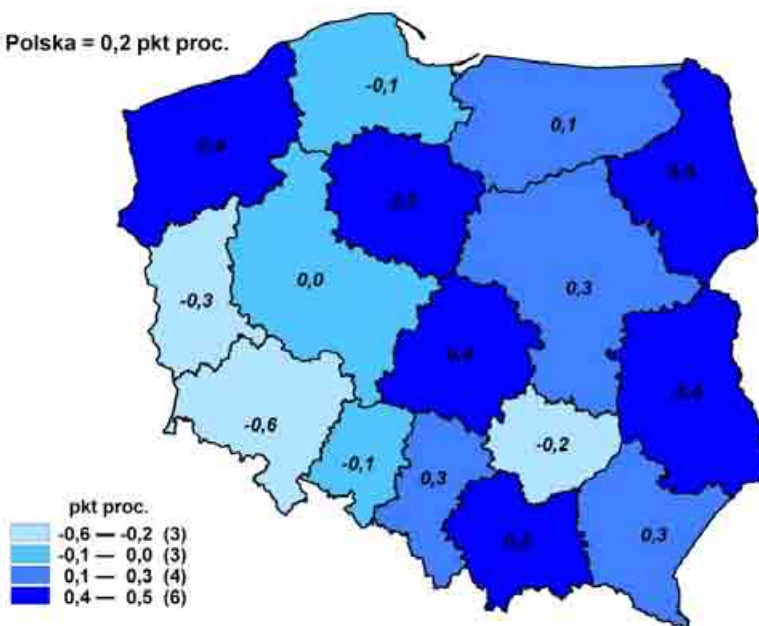 Polska = 0,2 pkt proc.
-0,1
0,1
0,0
0,3
-0,3
-0,6
-0,2
-0,1
0,3
0,3
pkt proc.
-0,6 — -0,2 (3)
-0,1 — 0,0 (3)
0,1 — 0,3 (4)
0,4 — 0,5 (6)